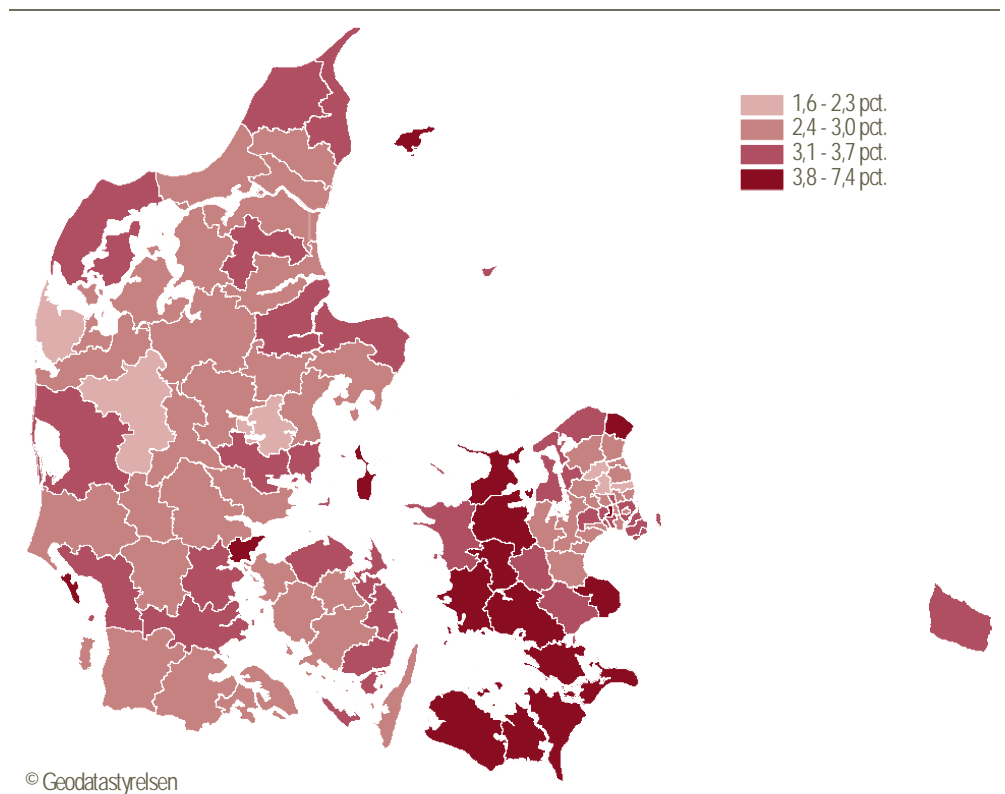 1,6 - 2,3 pct.
2,4 - 3,0 pct.
3,1 - 3,7 pct.
3,8 - 7,4 pct.
© Geodatastyrelsen